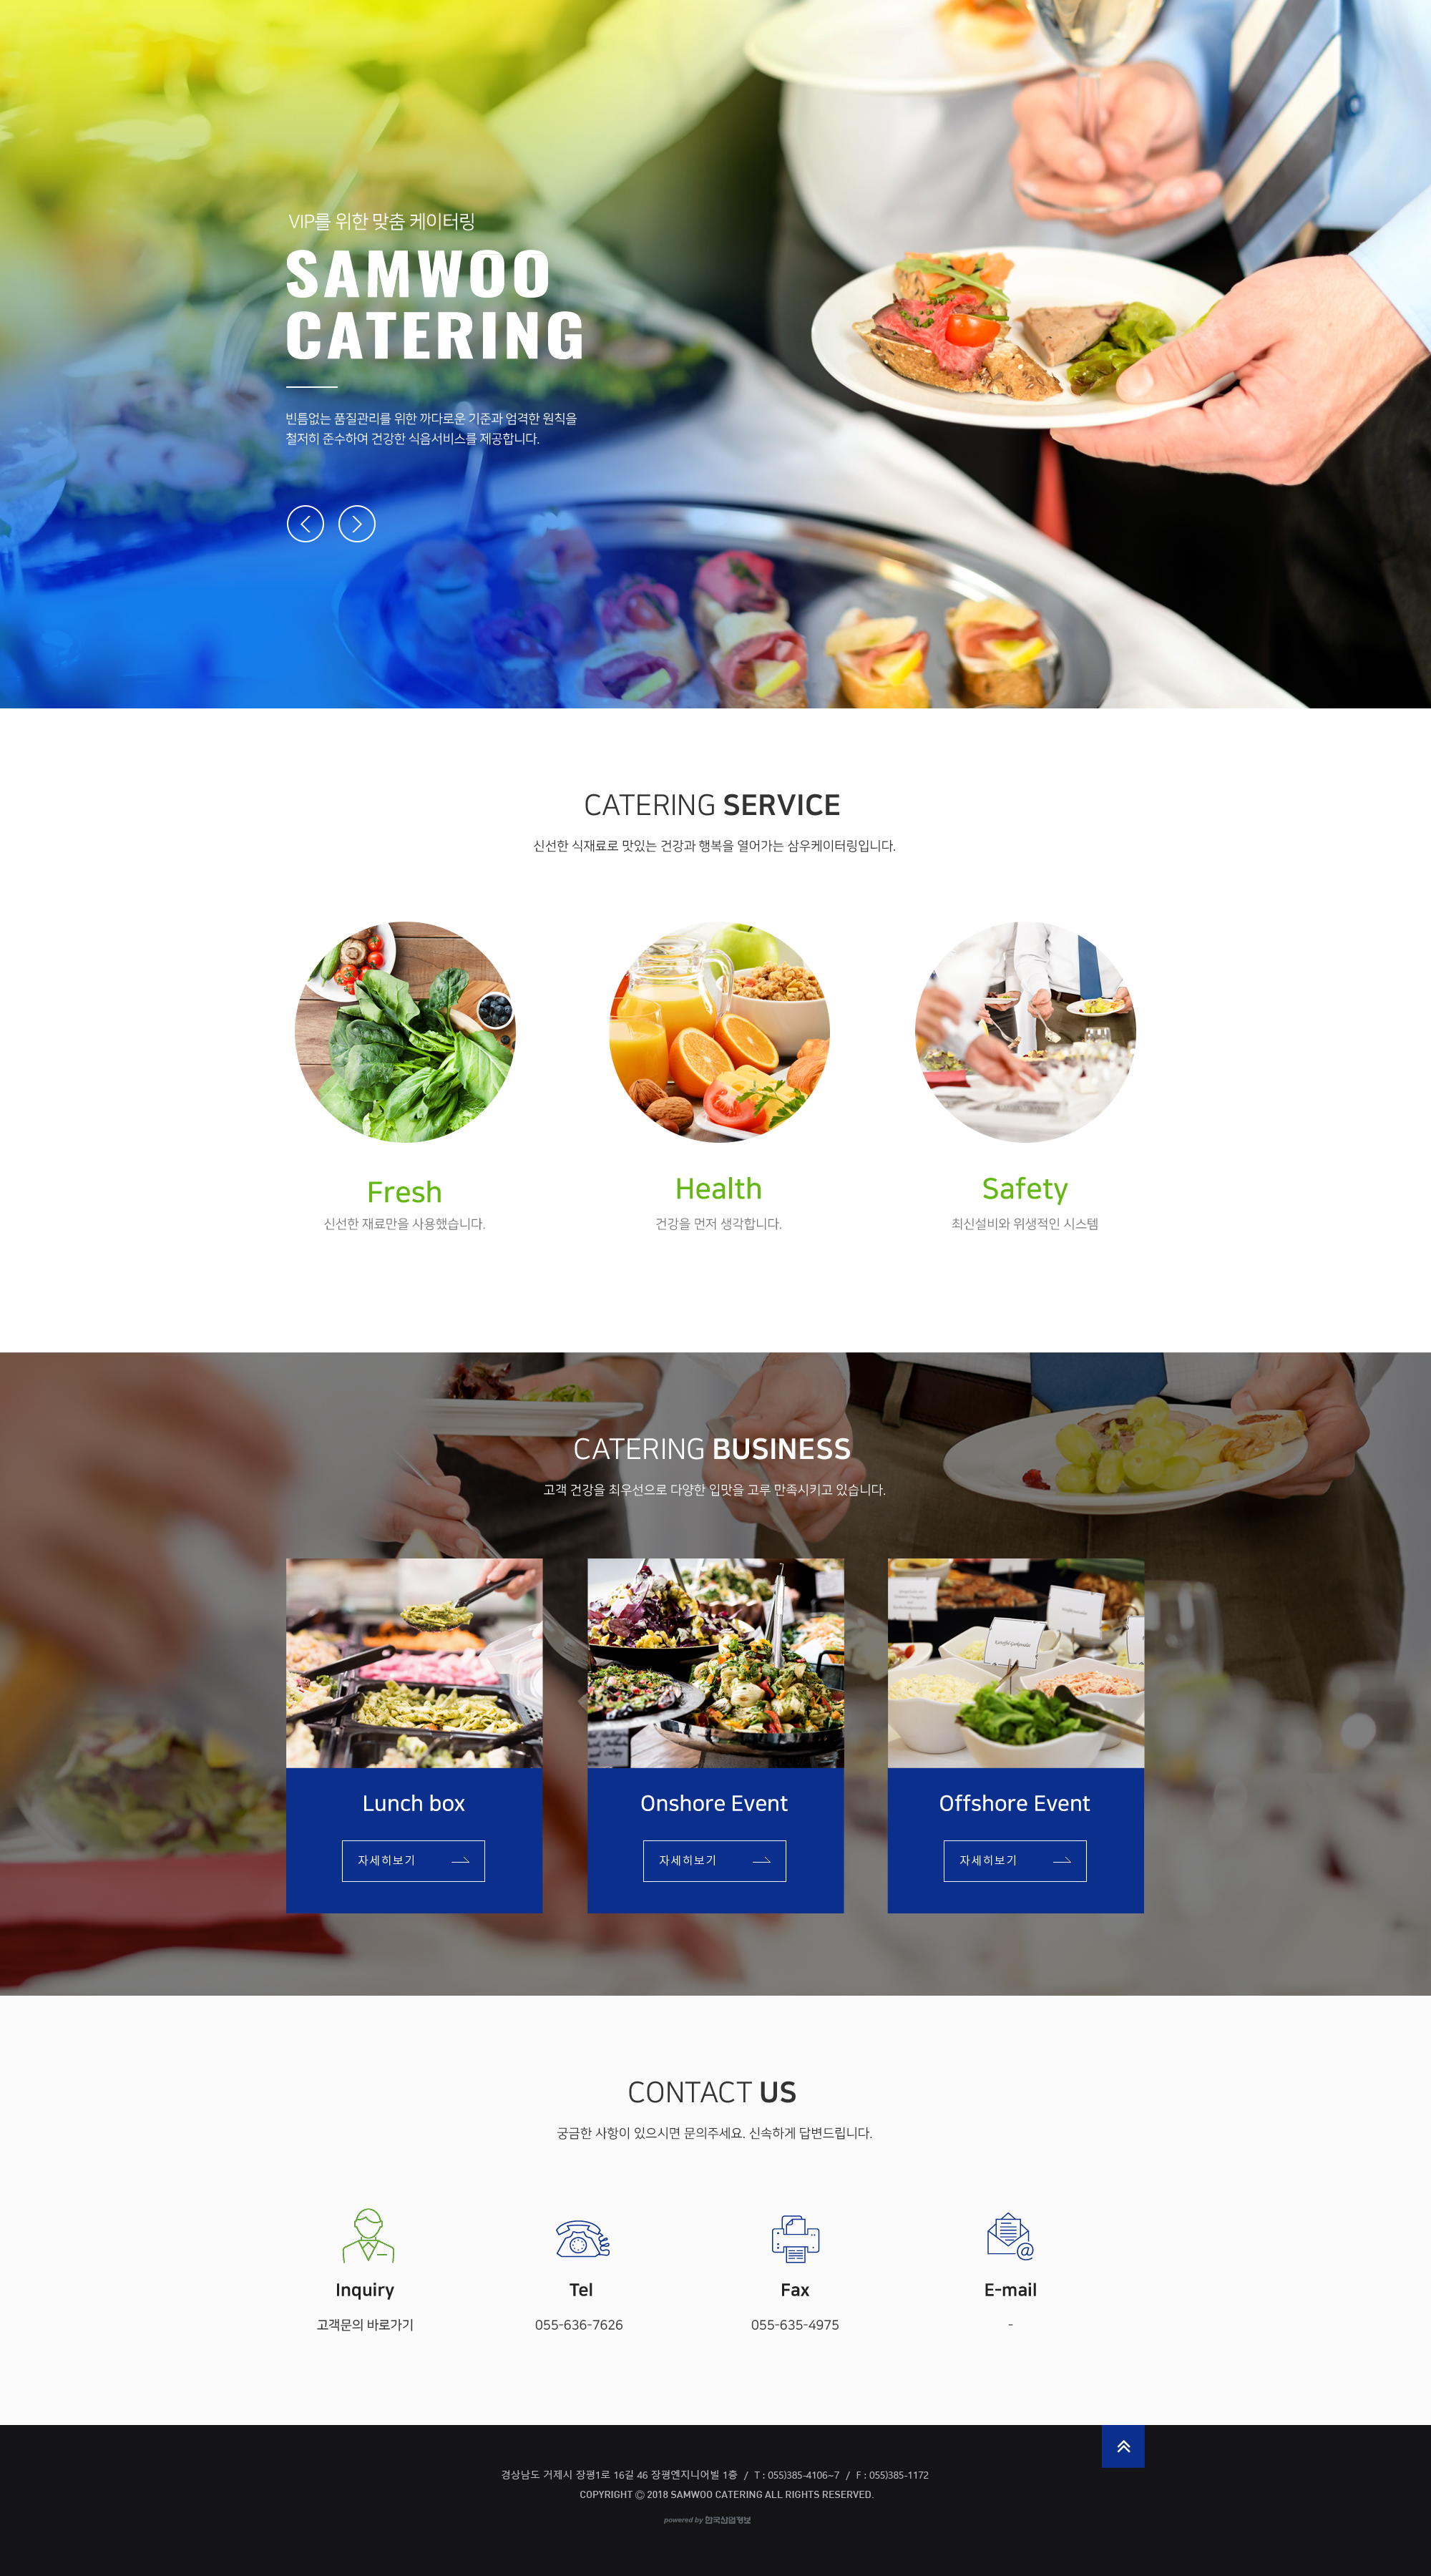 VIP를 위한 맞춤 케이터링
SAMWOO
CATERING
빈틈없는 품질관리를 위한 까다로운 기준과 엄격한 원칙을
철저히 준수하여 건강한 식음서비스를 제공합니다.
CATERING SERVICE
신선한 식재료로 맛있는 건강과 행복을 열어가는 삼우케이터링입니다.
Fresh
신선한 재료만을 사용했습니다.
Health
건강을 먼저 생각합니다.
Safety
최신설비와 위생적인 시스템
CATERING BUSINESS
고객 건강을 최우선으로 다양한 입맛을 고루 만족시키고 있습니다.
Lunch box
자세히보기
Onshore Event
자세히보기
Offshore Event
자세히보기
CONTACT US
궁금한 사항이 있으시면 문의주세요. 신속하게 답변드립니다.
Inquiry
고객문의 바로가기
Tel
055-636-7626
Fax
055-635-4975
E-mail
-
경상남도 거제시 장평1로 16길 46 장평엔지니어빌 1층 / T : 055)385-4106~7 / F : 055)385-1172
COPYRIGHT ⓒ 2018 SAMWOO CATERING ALL RIGHTS RESERVED.
powered by 한국산업정보